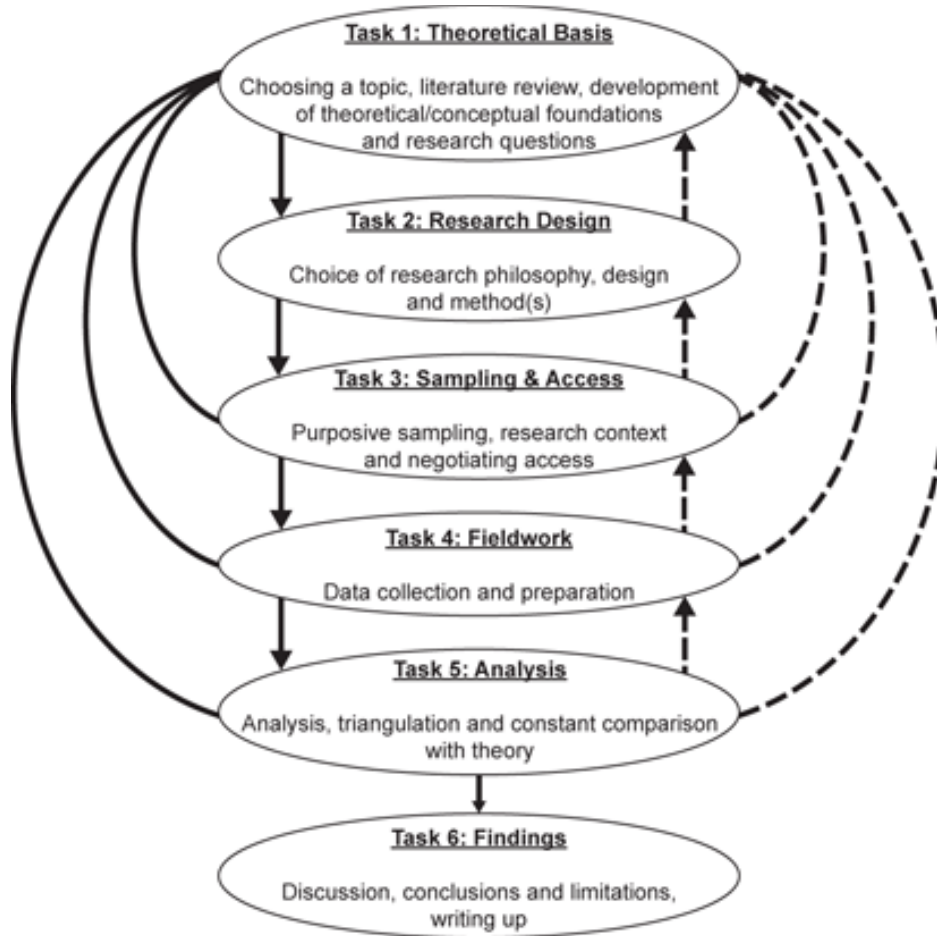 Task 1: Theoretical Basis
Choosing a topic, literature review, development
of theoretical/conceptual foundations
and research questions
Task 2: Research Design
Choice of research philosophy, design
and method(s)
Task 3: Sampling & Access
Purposive sampling, research context
and negotiating access
Task 4: Fieldwork
Data collection and preparation
Task 5: Analysis
Analysis, triangulation and constant comparison
with theory
Task 6: Findings
Discussion, conclusions and limitations,
writing up